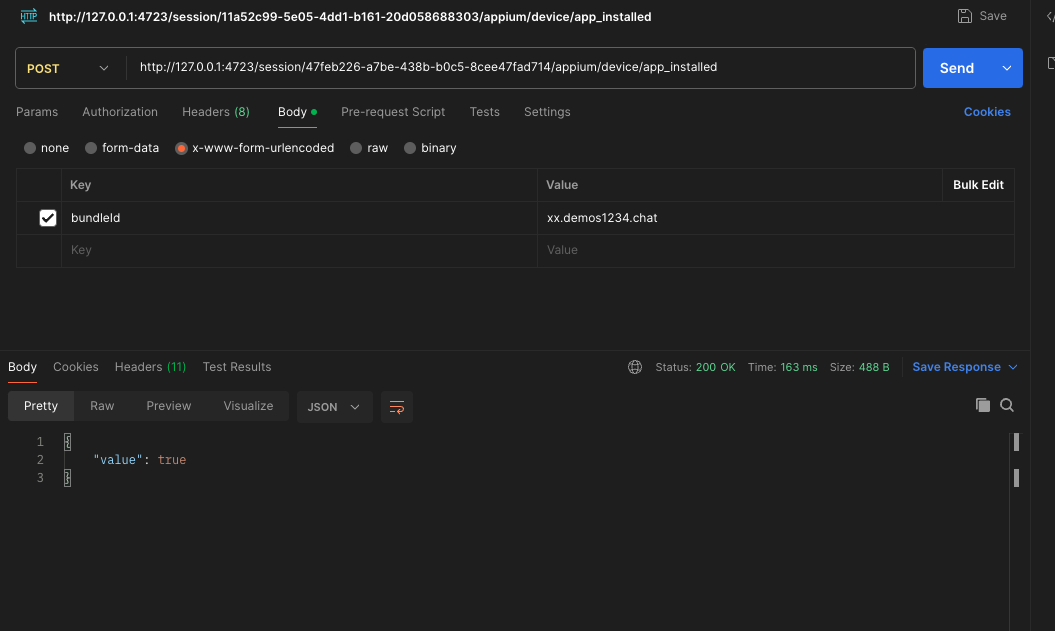 HTTP http://127.0.0.1:4723/session/11a52c99-5e05-4dd1-b161-20d058688303/appium/device/app_installed Save
POST http://127.0.0.1:4723/session/47feb226-a7be-438b-b0c5-8cee47fad714/appium/device/app_installed Send
Params Authorization Headers (8) Body Pre-request Script Tests Settings Cookies
none form-data x-www-form-urlencoded raw binary
Key Value Bulk Edit
bundleId xx.demos1234.chat
Key Value
Body Cookies Headers (11) Test Results Status: 200 OK Time: 163 ms Size: 488 B Save Response
Pretty Raw Preview Visualize JSON
1 {
2 "value": true
3 }